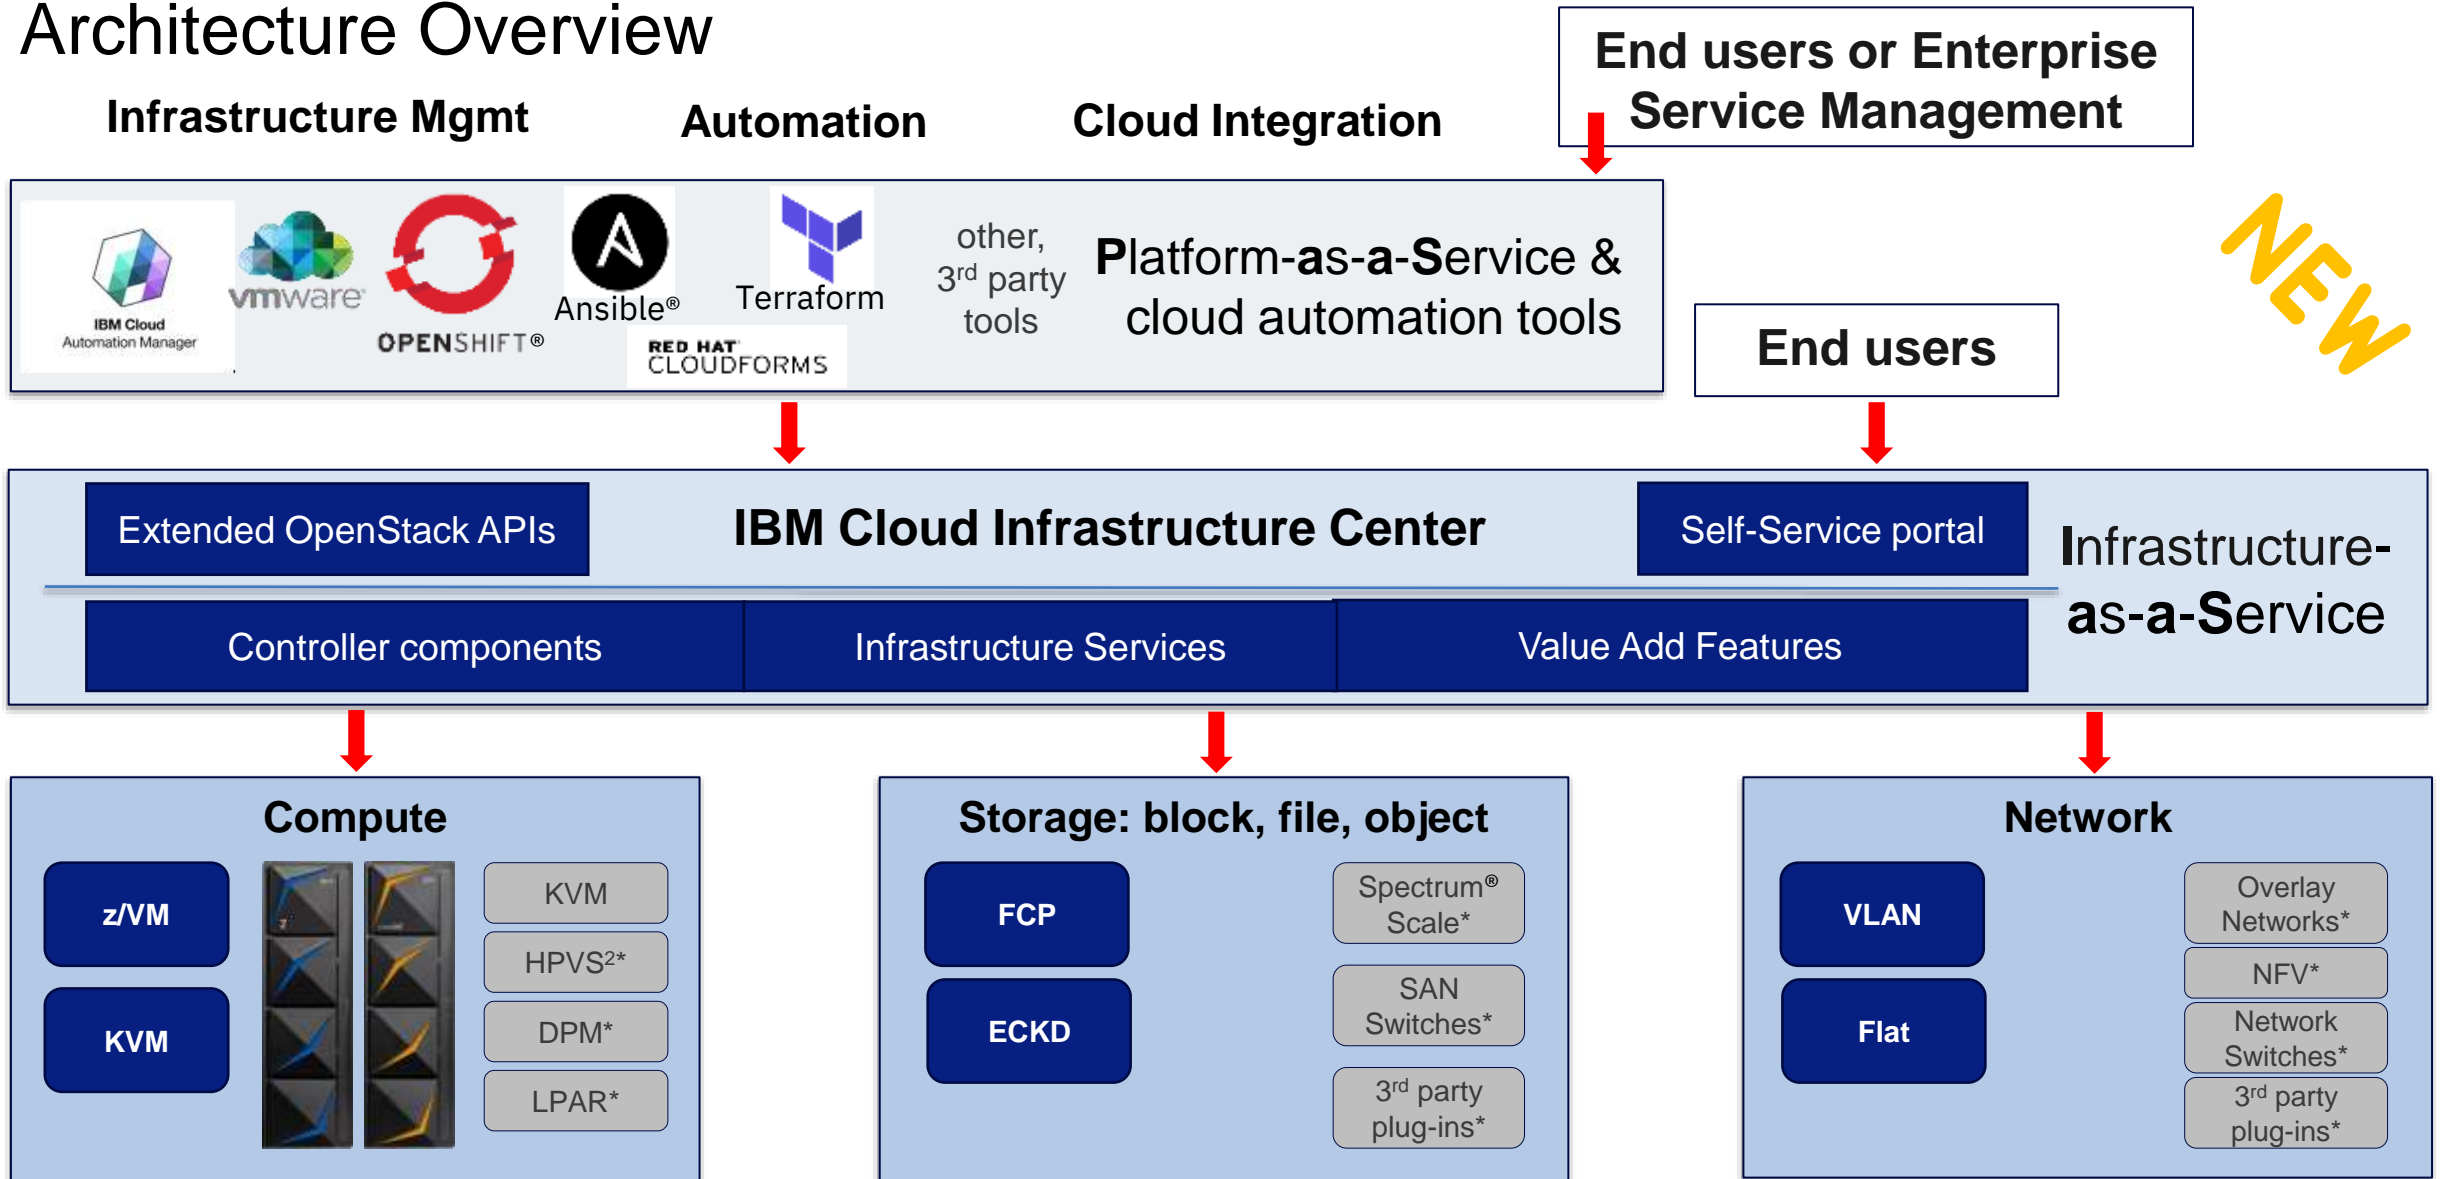 Architecture Overview
End users or Enterprise
Service Management
Infrastructure Mgmt
Automation
Cloud Integration
IBM Cloud
Automation Manager
vmware®
OPENSHIFT®
Ansible®
Terraform
RED HAT®
CLOUDFORMS
other,
3rd party
tools
Platform-as-a-Service &
cloud automation tools
NEW
End users
Extended OpenStack APIs
IBM Cloud Infrastructure Center
Self-Service portal
Infrastructure-
as-a-Service
Controller components
Infrastructure Services
Value Add Features
Compute
z/VM
KVM
KVM
HPVS2*
DPM*
LPAR*
Storage: block, file, object
FCP
ECKD
Spectrum®
Scale*
SAN
Switches*
3rd party
plug-ins*
Network
VLAN
Flat
Overlay
Networks*
NFV*
Network
Switches*
3rd party
plug-ins*